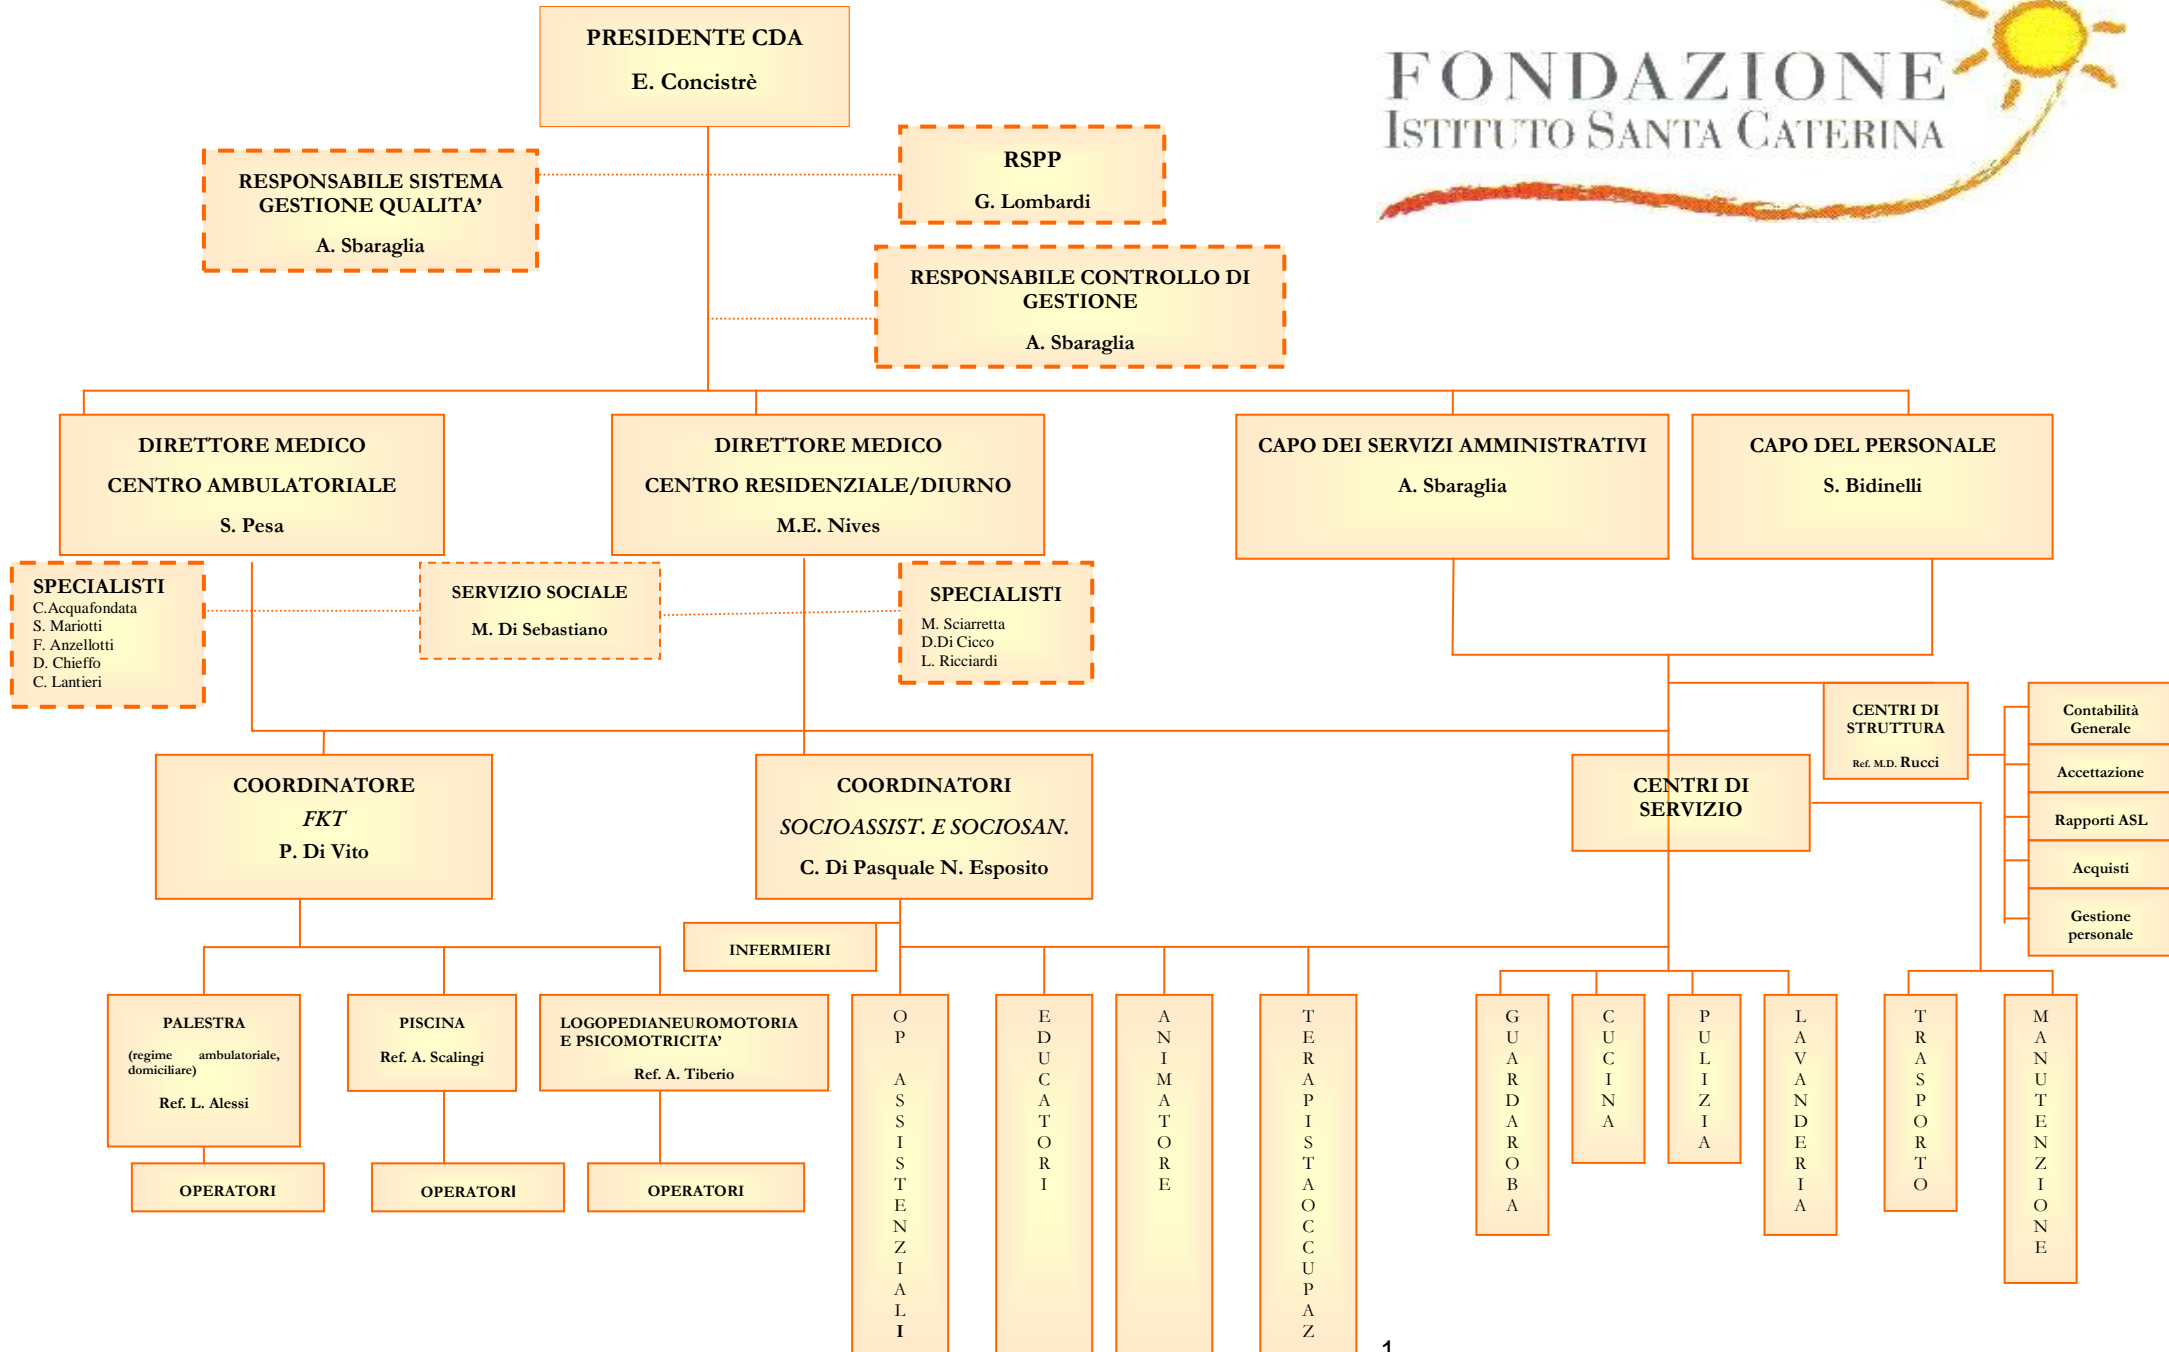 PRESIDENTE CDA
E. Concistrè
FONDAZIONE
ISTITUTO SANTA CATERINA
RESPONSABILE SISTEMA
GESTIONE QUALITA’
A. Sbaraglia
RSPP
G. Lombardi
RESPONSABILE CONTROLLO DI
GESTIONE
A. Sbaraglia
DIRETTORE MEDICO
CENTRO AMBULATORIALE
S. Pesa
DIRETTORE MEDICO
CENTRO RESIDENZIALE/DIURNO
M.E. Nives
CAPO DEI SERVIZI AMMINISTRATIVI
A. Sbaraglia
CAPO DEL PERSONALE
S. Bidinelli
SPECIALISTI
C.Acquafondata
S. Mariotti
F. Anzellotti
D. Chieffo
C. Lantieri
SERVIZIO SOCIALE
M. Di Sebastiano
SPECIALISTI
M. Sciarretta
D.Di Cicco
L. Ricciardi
CENTRI DI
STRUTTURA
Ref. M.D. Rucci
Contabilità
Generale
Accettazione
Rapporti ASL
Acquisti
Gestione
personale
COORDINATORE
FKT
P. Di Vito
COORDINATORI
SOCIOASSIST. E SOCIOSAN.
C. Di Pasquale N. Esposito
CENTRI DI
SERVIZIO
INFERMIERI
PALESTRA
(regime ambulatoriale,
domiciliare)
Ref. L. Alessi
PISCINA
Ref. A. Scalingi
LOGOPEDIANEUROMOTORIA
E PSICOMOTRICITA’
Ref. A. Tiberio
OPERATORI
OPERATORI
OPERATORI
OP ASSISTENZIALI
EDUCATORI
ANIMATORE
TERAPISTAOCCUPAZ
GUARDAROBA
CUCINA
PULIZIA
LAVANDERIA
TRASPORTO
MANUTENZIONE
1